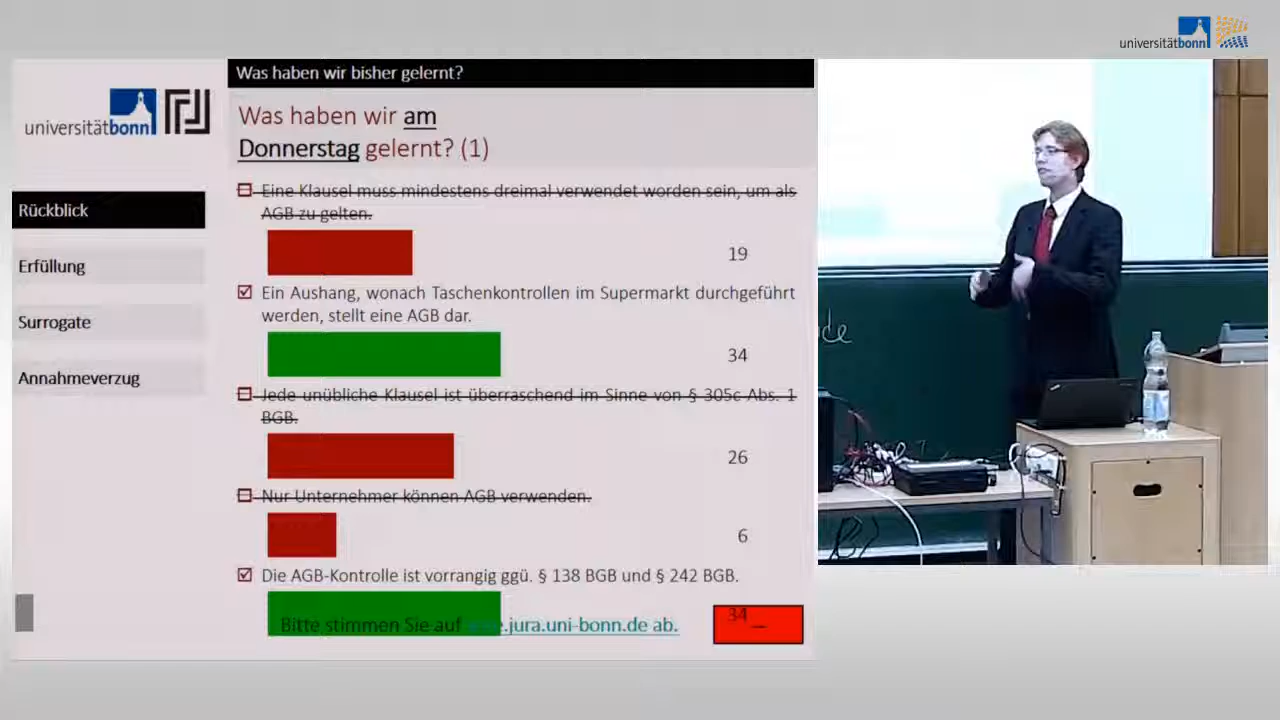 universitätbonn
Was haben wir bisher gelernt?
universitätbonn
Was haben wir am
Donnerstag gelernt? (1)
Eine Klausel muss mindestens dreimal verwendet worden sein, um als
AGB zu gelten.
Rückblick
19
Erfüllung
Ein Aushang, wonach Taschenkontrollen im Supermarkt durchgeführt
werden, stellt eine AGB dar.
Surrogate
34
Annahmeverzug
Jede unübliche Klausel ist überraschend im Sinne von § 305c Abs. 1
BGB.
26
Nur Unternehmer können AGB verwenden.
6
Die AGB-Kontrolle ist vorrangig ggü. § 138 BGB und § 242 BGB.
34
Bitte stimmen Sie auf .jura.uni-bonn.de ab.